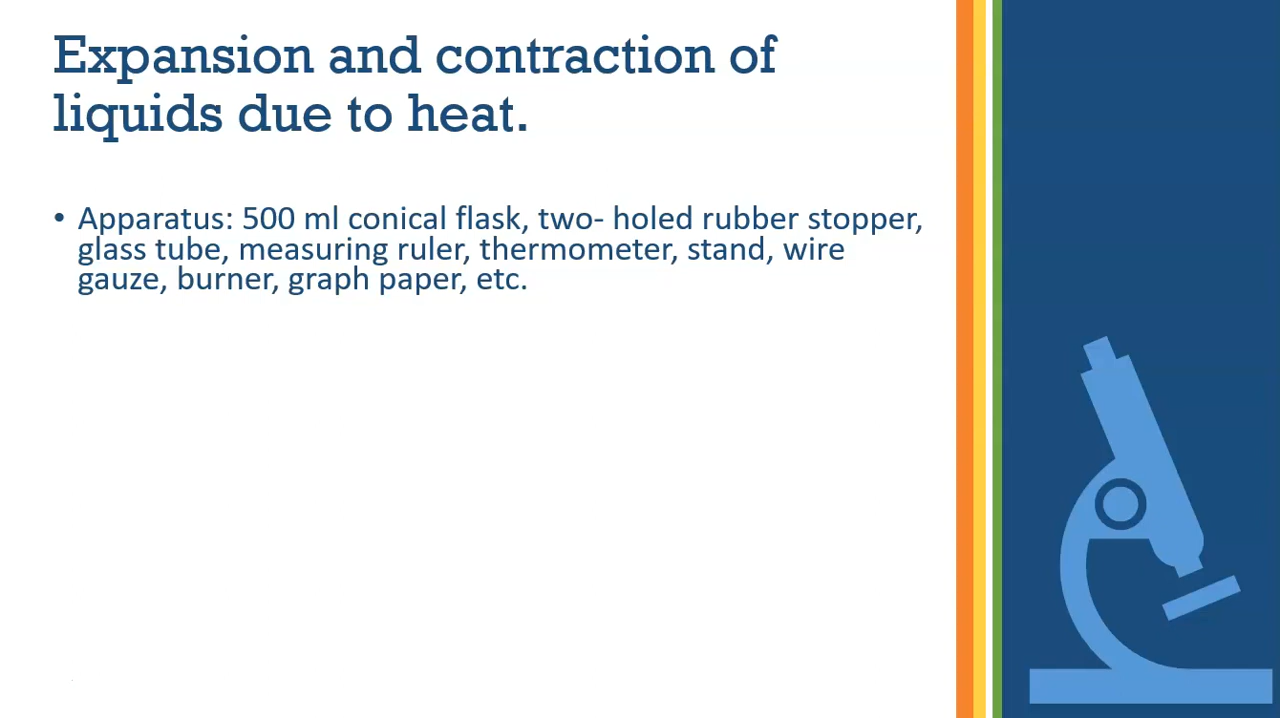 Expansion and contraction of
liquids due to heat.
• Apparatus: 500 ml conical flask, two- holed rubber stopper,
glass tube, measuring ruler, thermometer, stand, wire
gauze, burner, graph paper, etc.